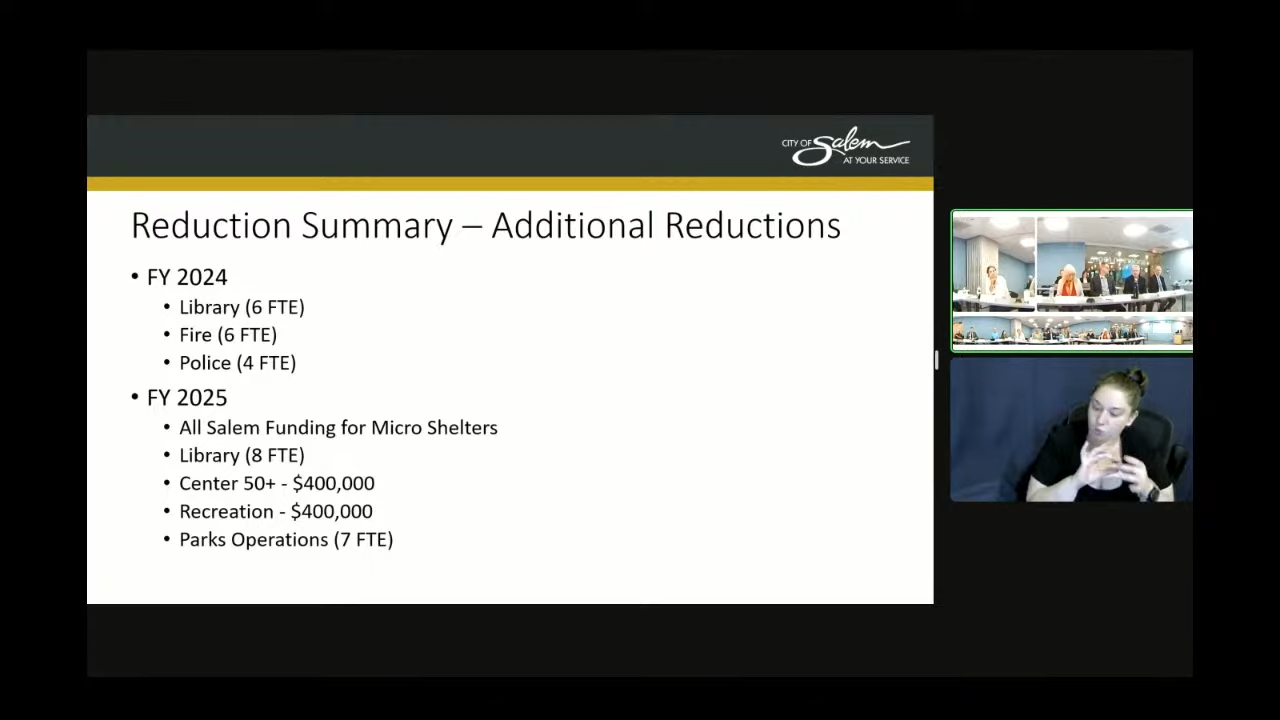 CITY OF Salem
AT YOUR SERVICE
Reduction Summary – Additional Reductions
• FY 2024
• Library (6 FTE)
• Fire (6 FTE)
• Police (4 FTE)
• FY 2025
• All Salem Funding for Micro Shelters
• Library (8 FTE)
• Center 50+ - $400,000
• Recreation - $400,000
• Parks Operations (7 FTE)